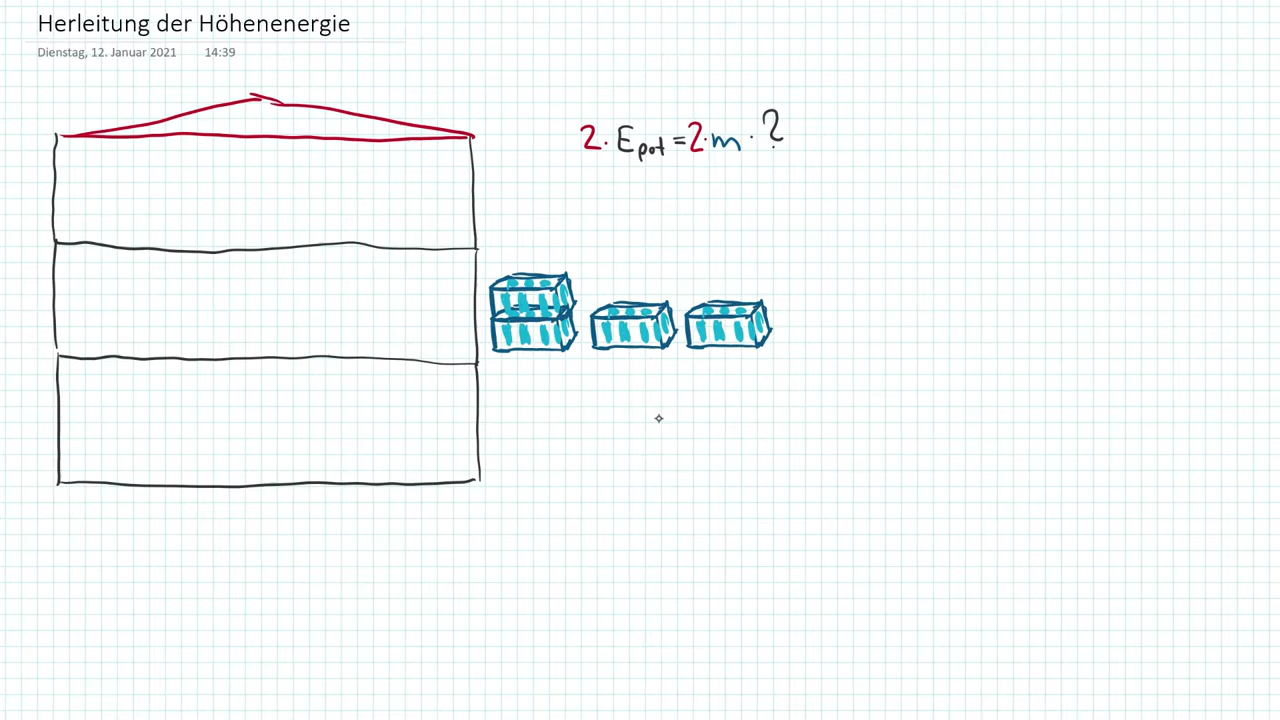 Herleitung der Höhenenergie
Dienstag, 12. Januar 2021 14:39
2 · E_pot = 2 · m · ?